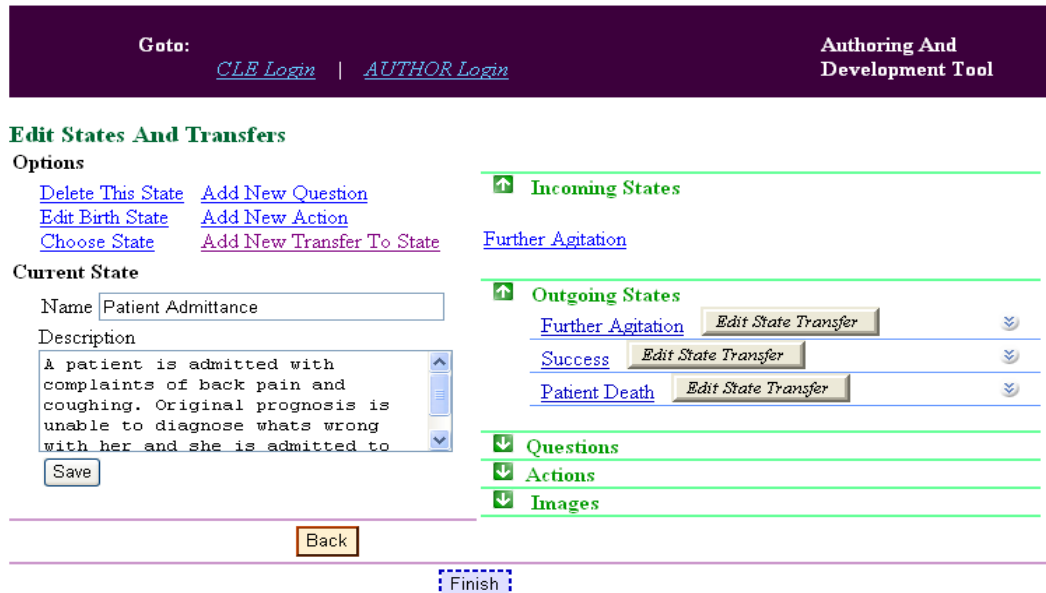 Goto:
CLE Login | AUTHOR Login
Authoring And
Development Tool
Edit States And Transfers
Options
Delete This State Add New Question
Edit Birth State Add New Action
Choose State Add New Transfer To State
Current State
Name Patient Admittance
Description
A patient is admitted with
complaints of back pain and
coughing. Original prognosis is
unable to diagnose whats wrong
with her and she is admitted to
Save
Incoming States
Further Agitation
Outgoing States
Further Agitation Edit State Transfer
Success Edit State Transfer
Patient Death Edit State Transfer
Questions
Actions
Images
Back
Finish